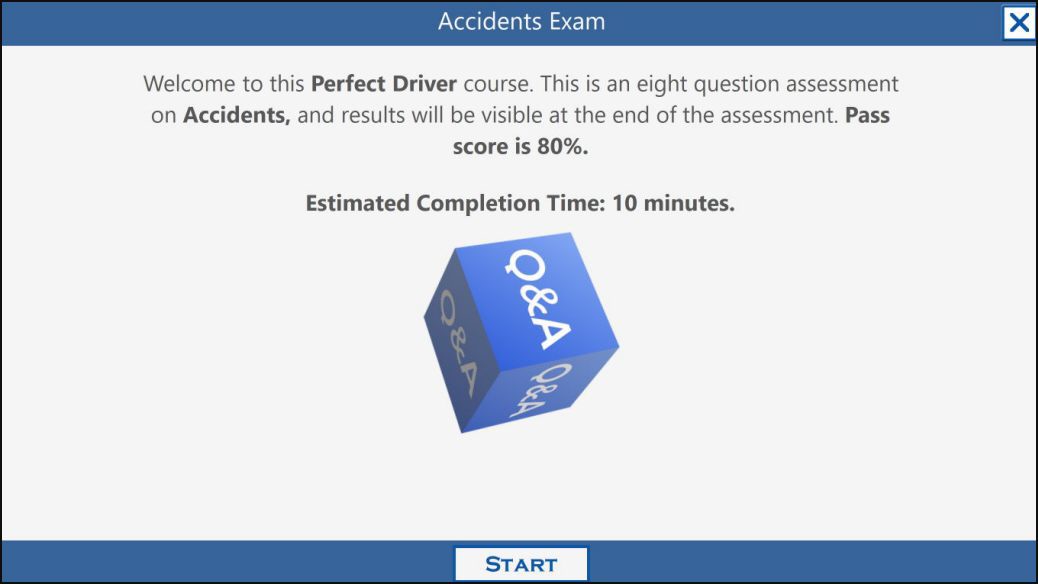 Accidents Exam
Welcome to this Perfect Driver course. This is an eight question assessment
on Accidents, and results will be visible at the end of the assessment. Pass
score is 80%.
Estimated Completion Time: 10 minutes.
Q&A
Q&A
Q&A
START